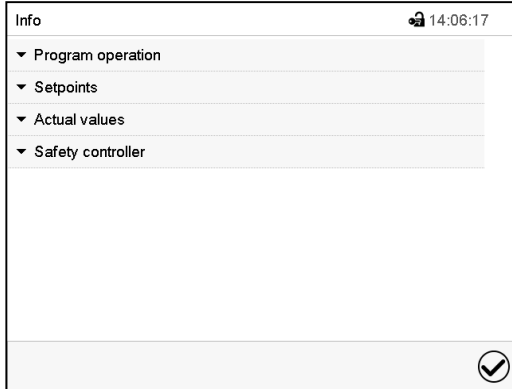 Info 14:06:17
Program operation
Setpoints
Actual values
Safety controller